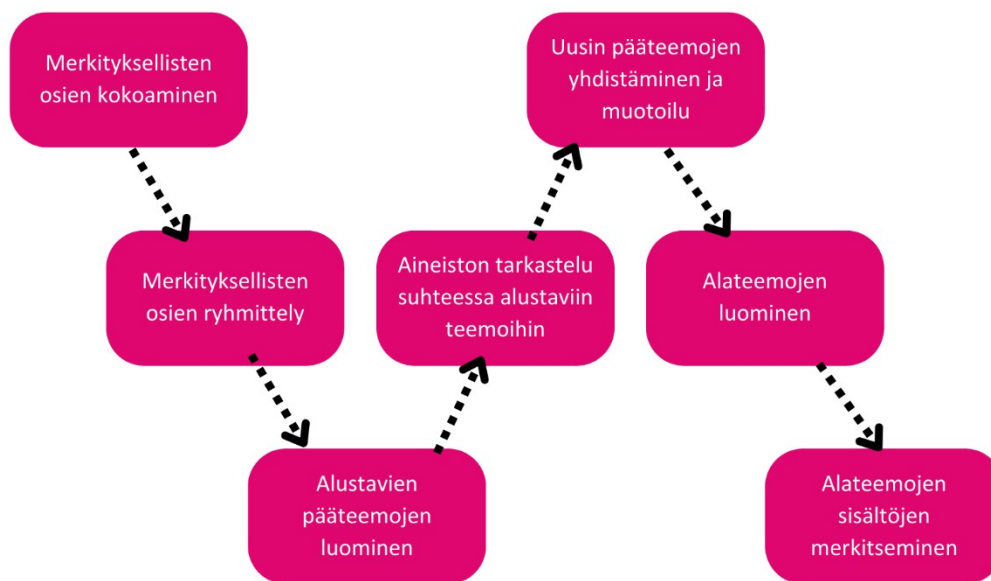 Merkityksellisten
osien kokoaminen
Merkityksellisten
osien ryhmittely
Alustavien
pääteemojen
luominen
Aineiston tarkastelu
suhteessa alustaviin
teemoihin
Uusin pääteemojen
yhdistäminen ja
muotoilu
Alateemojen
luominen
Alateemojen
sisältöjen
merkitseminen